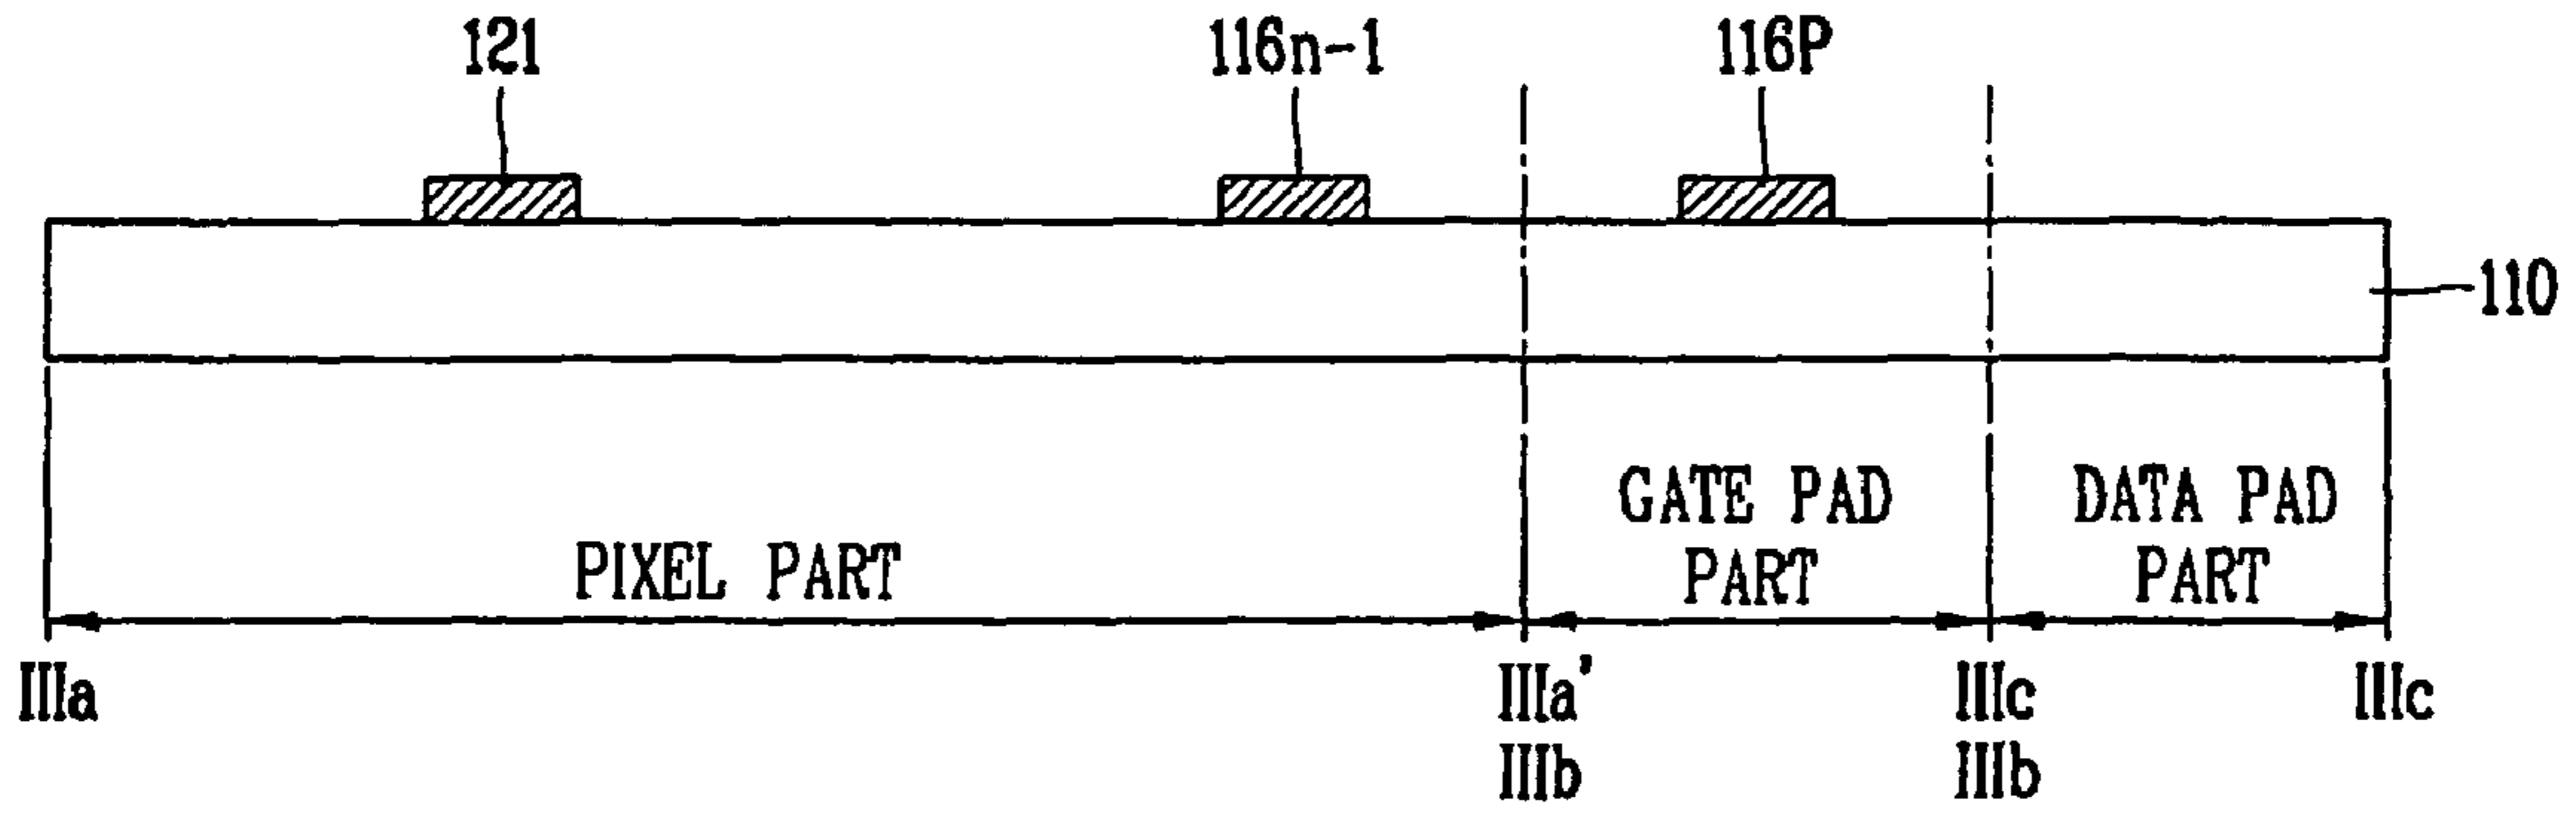 121
116n-1
116P
110
GATE PAD
PART
DATA PAD
PART
PIXEL PART
IIIa
IIIa'
IIIb
IIIc
IIIb
IIIc